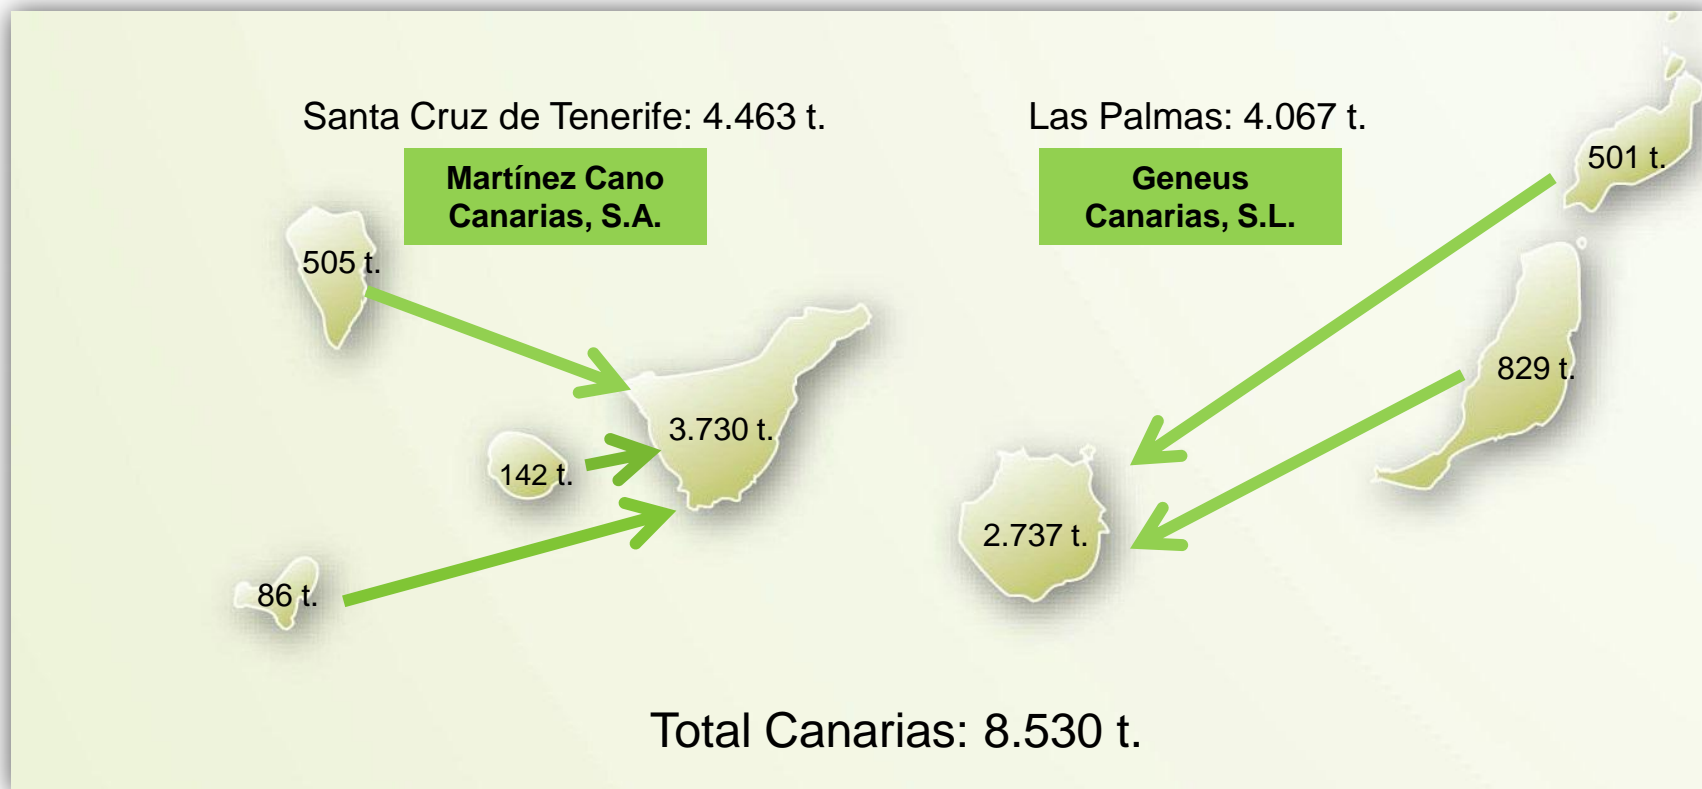 Santa Cruz de Tenerife: 4.463 t.
Las Palmas: 4.067 t.
Martínez Cano
Canarias, S.A.
Geneus
Canarias, S.L.
501 t.
505 t.
829 t.
3.730 t.
142 t.
2.737 t.
86 t.
Total Canarias: 8.530 t.